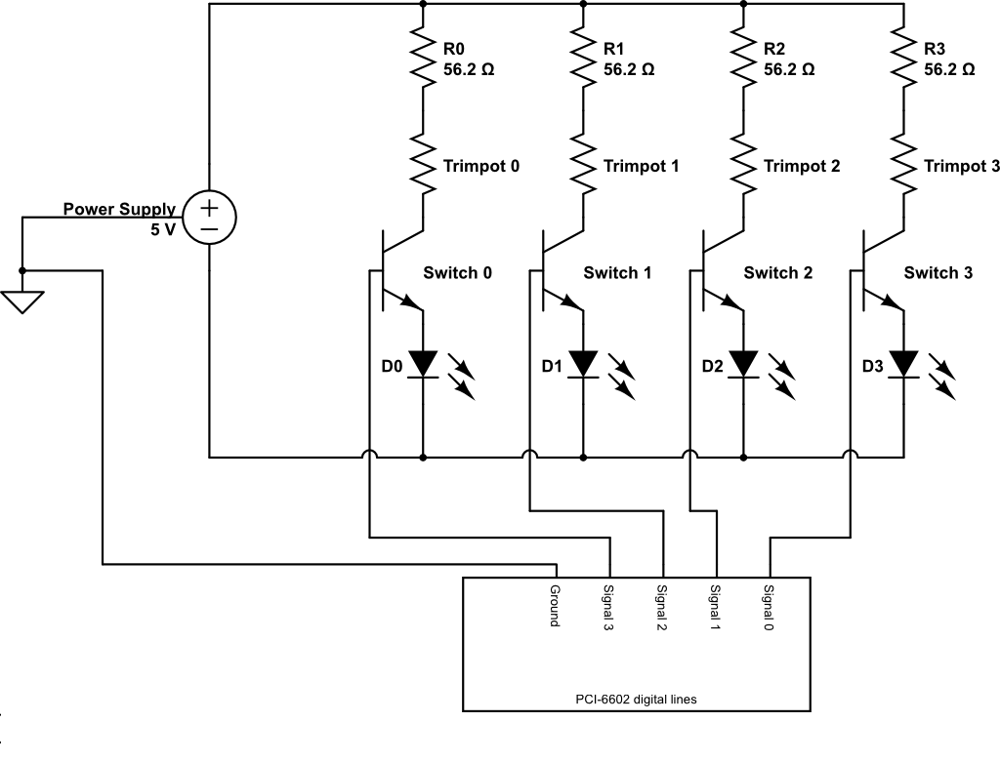 R0
56.2 Ω
R1
56.2 Ω
R2
56.2 Ω
R3
56.2 Ω
Trimpot 0
Trimpot 1
Trimpot 2
Trimpot 3
Power Supply
5 V
+
−
Switch 0
Switch 1
Switch 2
Switch 3
D0
D1
D2
D3
Ground
Signal 3
Signal 2
Signal 1
Signal 0
PCI-6602 digital lines